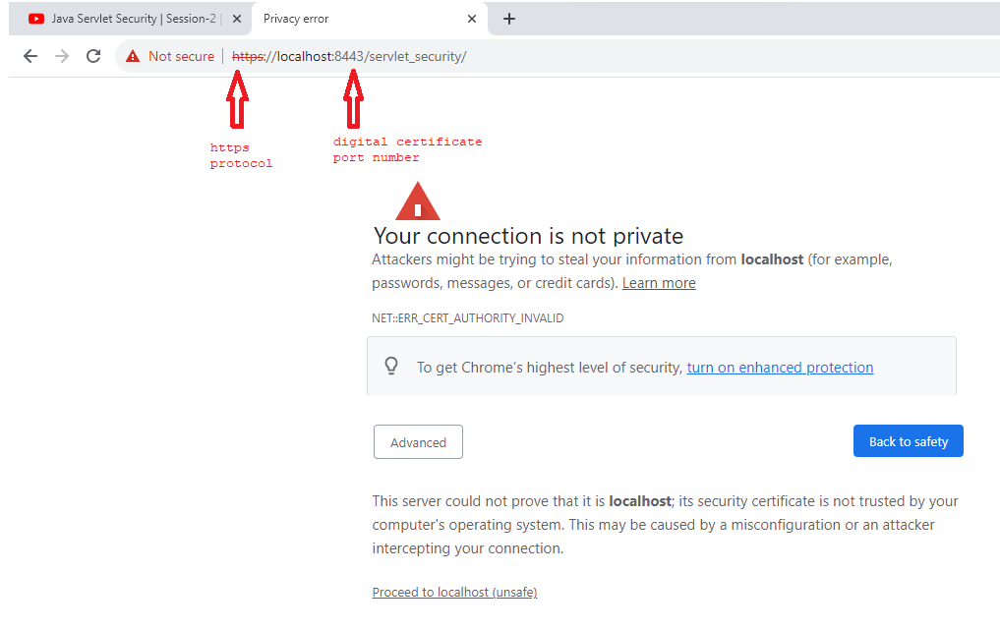 Java Servlet Security | Session-2 |
Privacy error
Not secure | https://localhost:8443/servlet_security/
https
protocol
digital certificate
port number
Your connection is not private
Attackers might be trying to steal your information from localhost (for example,
passwords, messages, or credit cards). Learn more
NET::ERR_CERT_AUTHORITY_INVALID
To get Chrome's highest level of security, turn on enhanced protection
Advanced
Back to safety
This server could not prove that it is localhost; its security certificate is not trusted by your
computer's operating system. This may be caused by a misconfiguration or an attacker
intercepting your connection.
Proceed to localhost (unsafe)